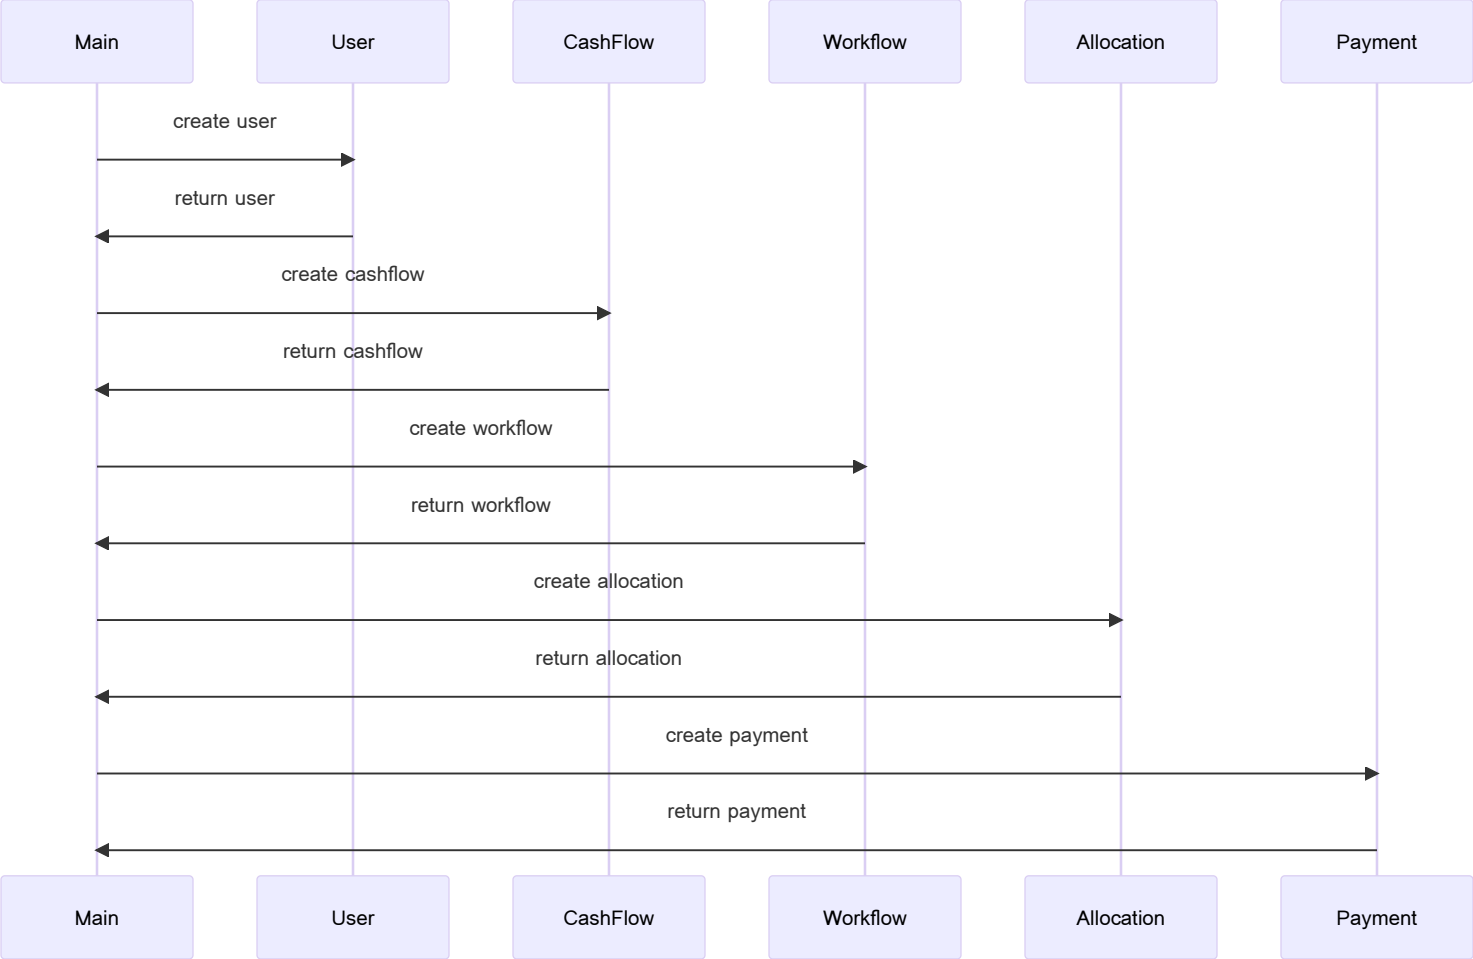 Main
User
CashFlow
Workflow
Allocation
Payment
create user
return user
create cashflow
return cashflow
create workflow
return workflow
create allocation
return allocation
create payment
return payment
Main
User
CashFlow
Workflow
Allocation
Payment